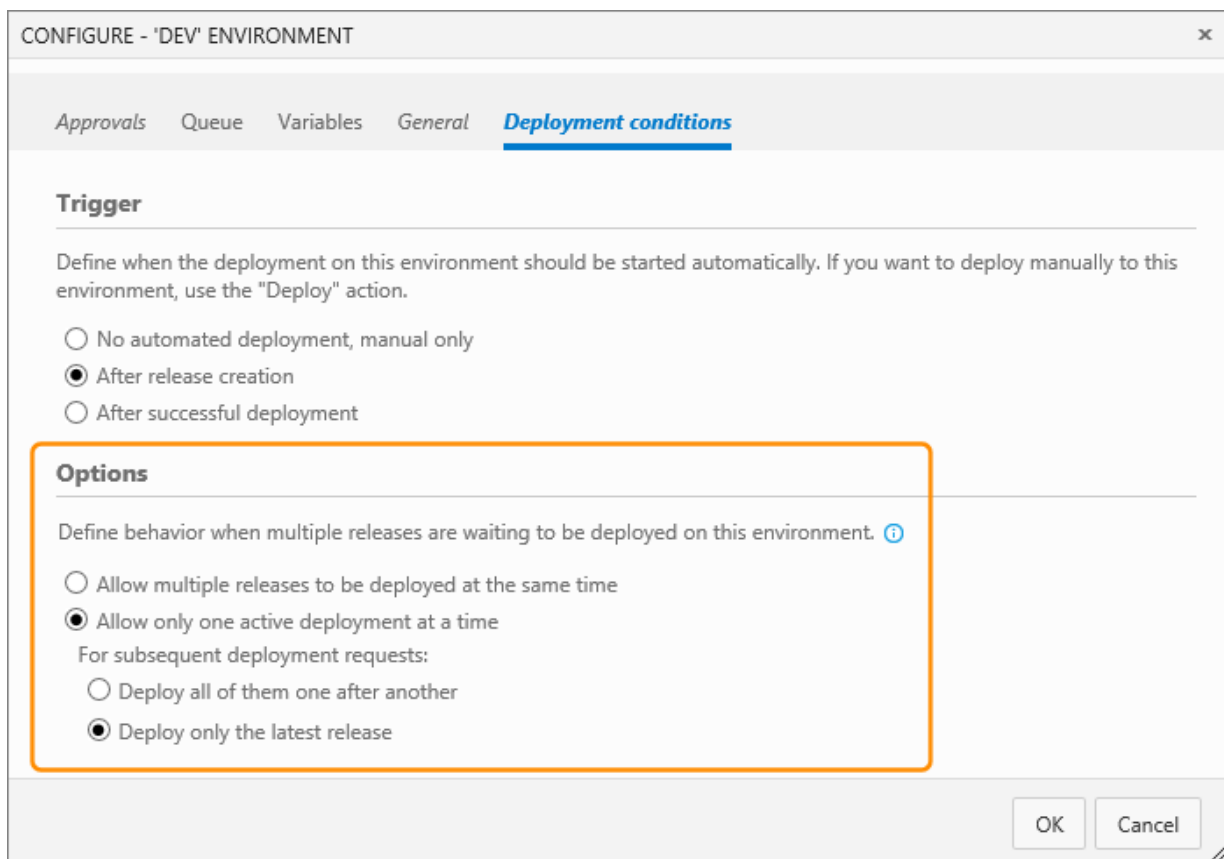 CONFIGURE - 'DEV' ENVIRONMENT
Approvals Queue Variables General Deployment conditions
Trigger
Define when the deployment on this environment should be started automatically. If you want to deploy manually to this
environment, use the "Deploy" action.
No automated deployment, manual only
After release creation
After successful deployment
Options
Define behavior when multiple releases are waiting to be deployed on this environment.
Allow multiple releases to be deployed at the same time
Allow only one active deployment at a time
For subsequent deployment requests:
Deploy all of them one after another
Deploy only the latest release
OK Cancel